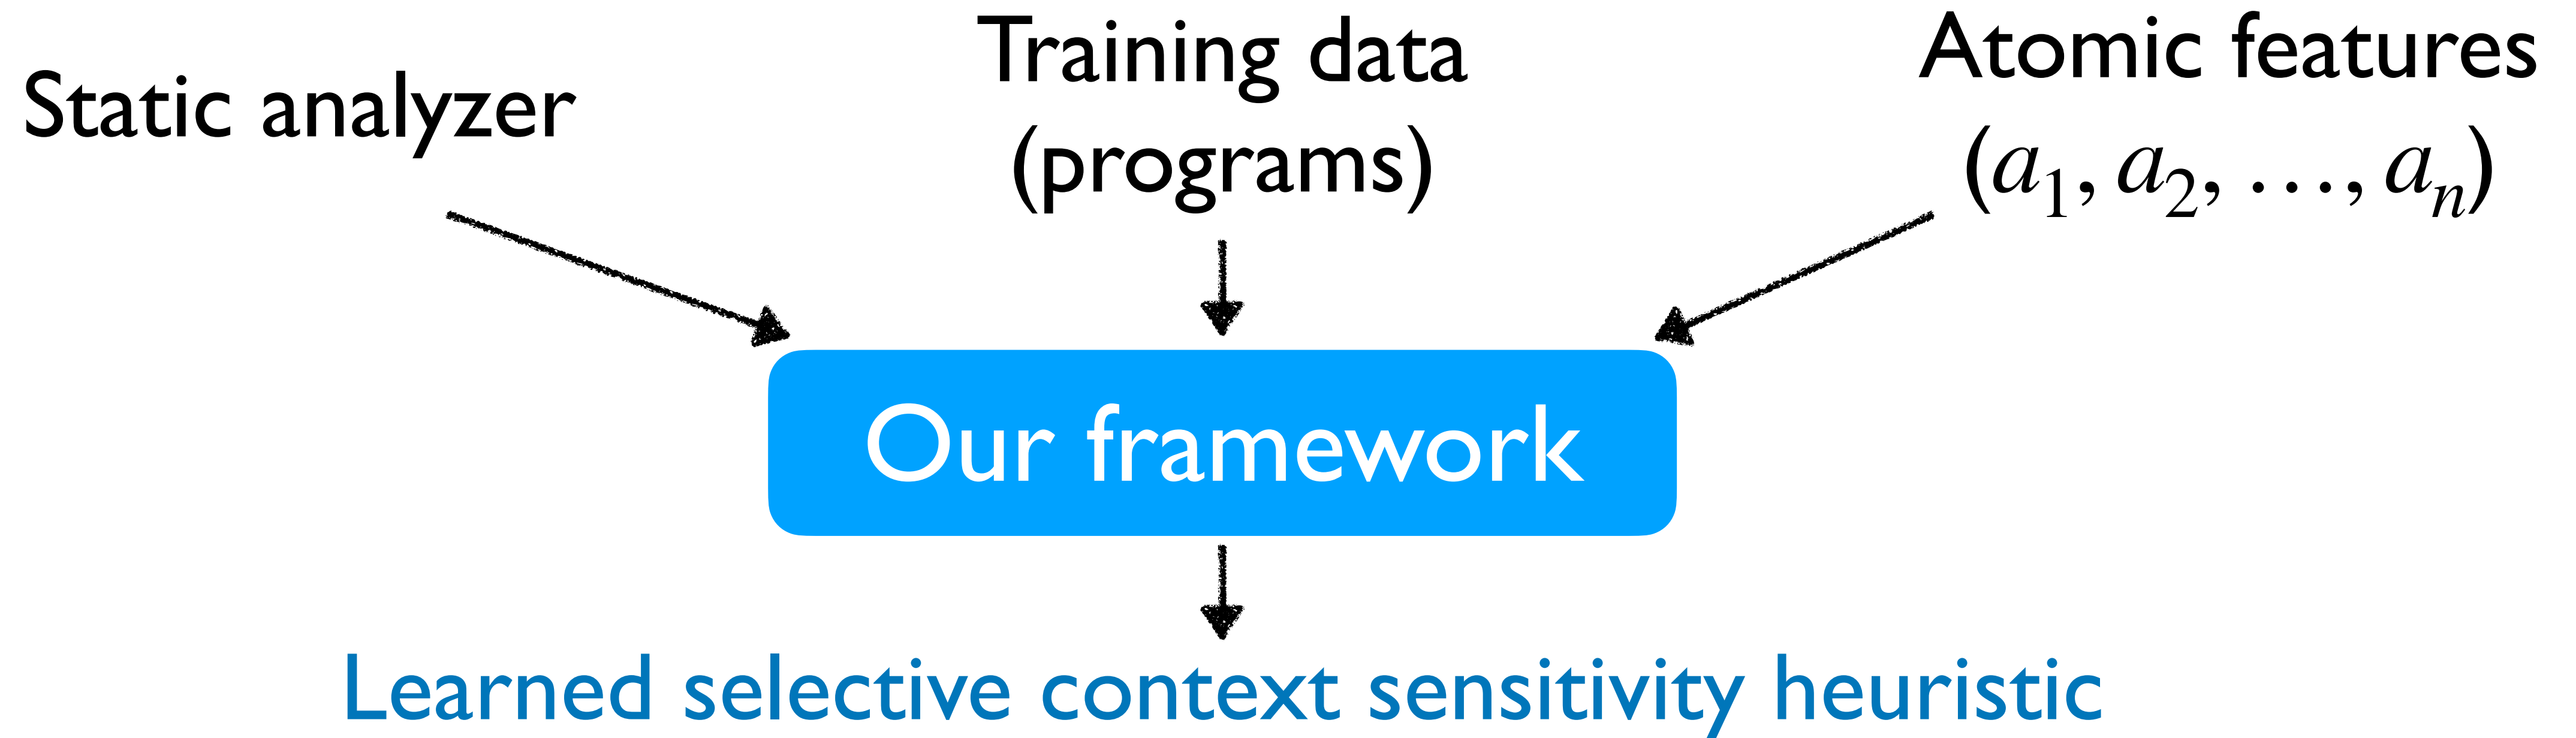 Static analyzer
Training data
(programs)
Atomic features
(a₁, a₂, …, aₙ)
Our framework
Learned selective context sensitivity heuristic